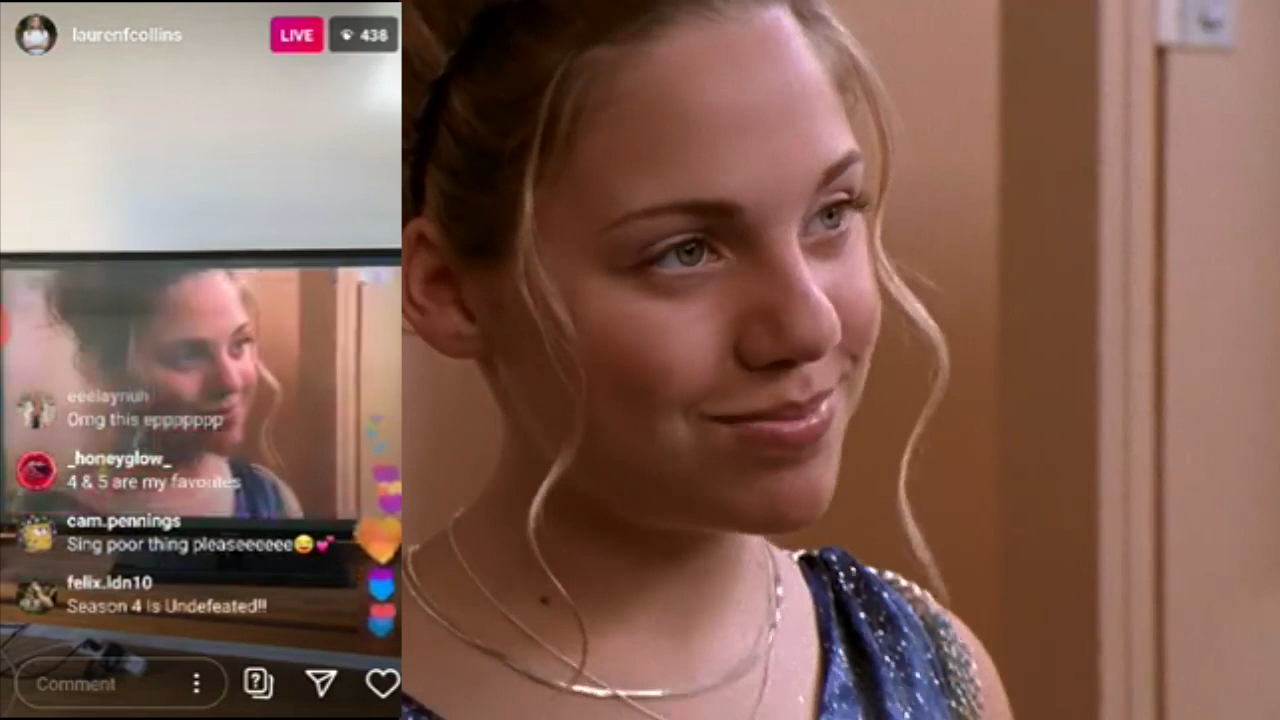 laurenfcollins
LIVE
438
eeelaynuh
Omg this epppppppp
_honeyglow_
4 & 5 are my favorites
cam.pennings
Sing poor thing pleaseeeeee😅💕
felix.ldn10
Season 4 Is Undefeated!!
Comment